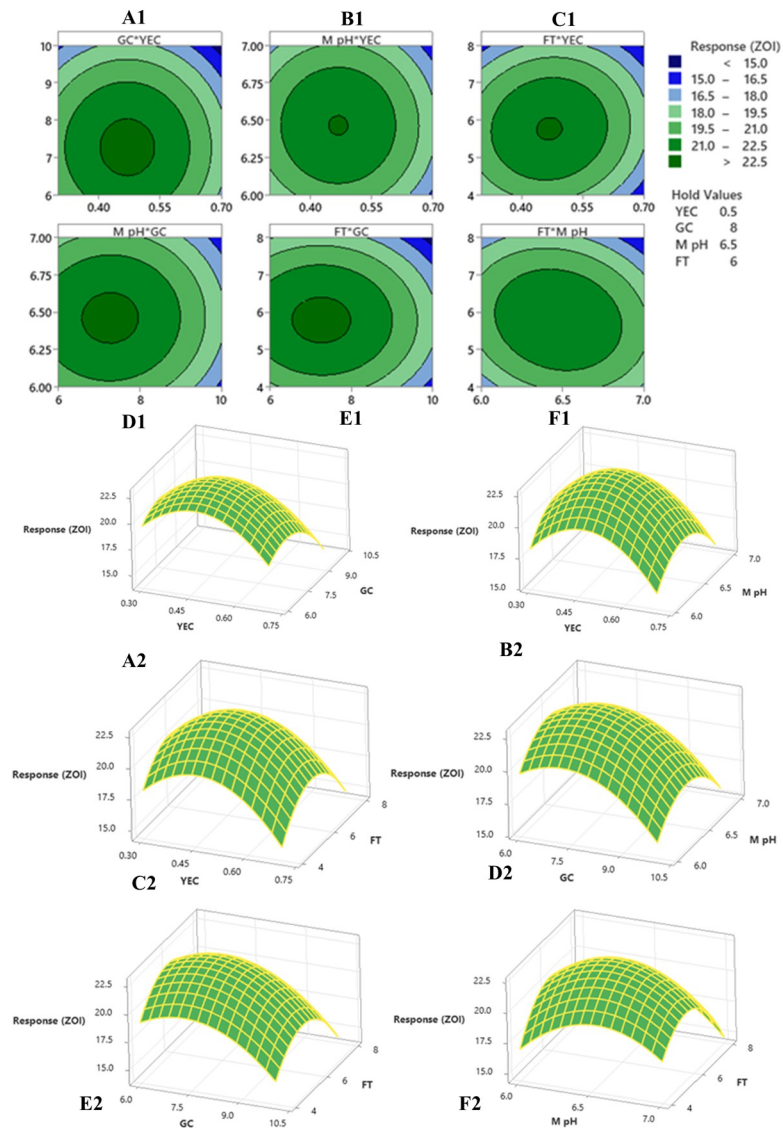 A1 B1 C1
GC*YEC M pH*YEC FT*YEC
10 9 8 7 6
0.40 0.55 0.70
7.00 6.75 6.50 6.25 6.00
0.40 0.55 0.70
8 7 6 5 4
0.40 0.55 0.70
Response (ZOI)
< 15.0
15.0 – 16.5
16.5 – 18.0
18.0 – 19.5
19.5 – 21.0
21.0 – 22.5
> 22.5
Hold Values
YEC 0.5
GC 8
M pH 6.5
FT 6
M pH*GC FT*GC FT*M pH
7.00 6.75 6.50 6.25 6.00
6 8 10
8 7 6 5 4
6 8 10
8 7 6 5 4
6.0 6.5 7.0
D1 E1 F1
Response (ZOI)
22.5 20.0 17.5 15.0
0.30 0.45 0.60 0.75
YEC
6.0 7.5 9.0 10.5
GC
A2
Response (ZOI)
22.5 20.0 17.5 15.0
0.30 0.45 0.60 0.75
YEC
6.0 6.5 7.0
M pH
B2
Response (ZOI)
22.5 20.0 17.5 15.0
0.30 0.45 0.60 0.75
YEC
4 6 8
FT
C2
Response (ZOI)
22.5 20.0 17.5 15.0
6.0 7.5 9.0 10.5
GC
6.0 6.5 7.0
M pH
D2
Response (ZOI)
22.5 20.0 17.5 15.0
6.0 7.5 9.0 10.5
GC
4 6 8
FT
E2
Response (ZOI)
22.5 20.0 17.5 15.0
6.0 6.5 7.0
M pH
4 6 8
FT
F2